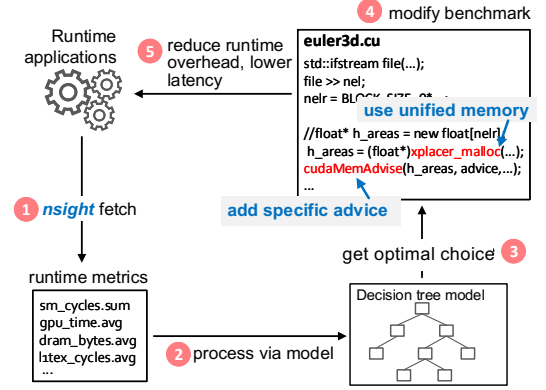 4 modify benchmark
Runtime
applications
5 reduce runtime
overhead, lower
latency
euler3d.cu
std::ifstream file(...);
file >> nel;
use unified memory
//float* h_areas = new float[nelr]
h_areas = (float*)xplacer_malloc(...);
cudaMemAdvise(h_areas, advice,...);
...
add specific advice
1 nsight fetch
get optimal choice 3
runtime metrics
sm_cycles.sum
gpu_time.avg
dram_bytes.avg
l1tex_cycles.avg
...
2 process via model
Decision tree model